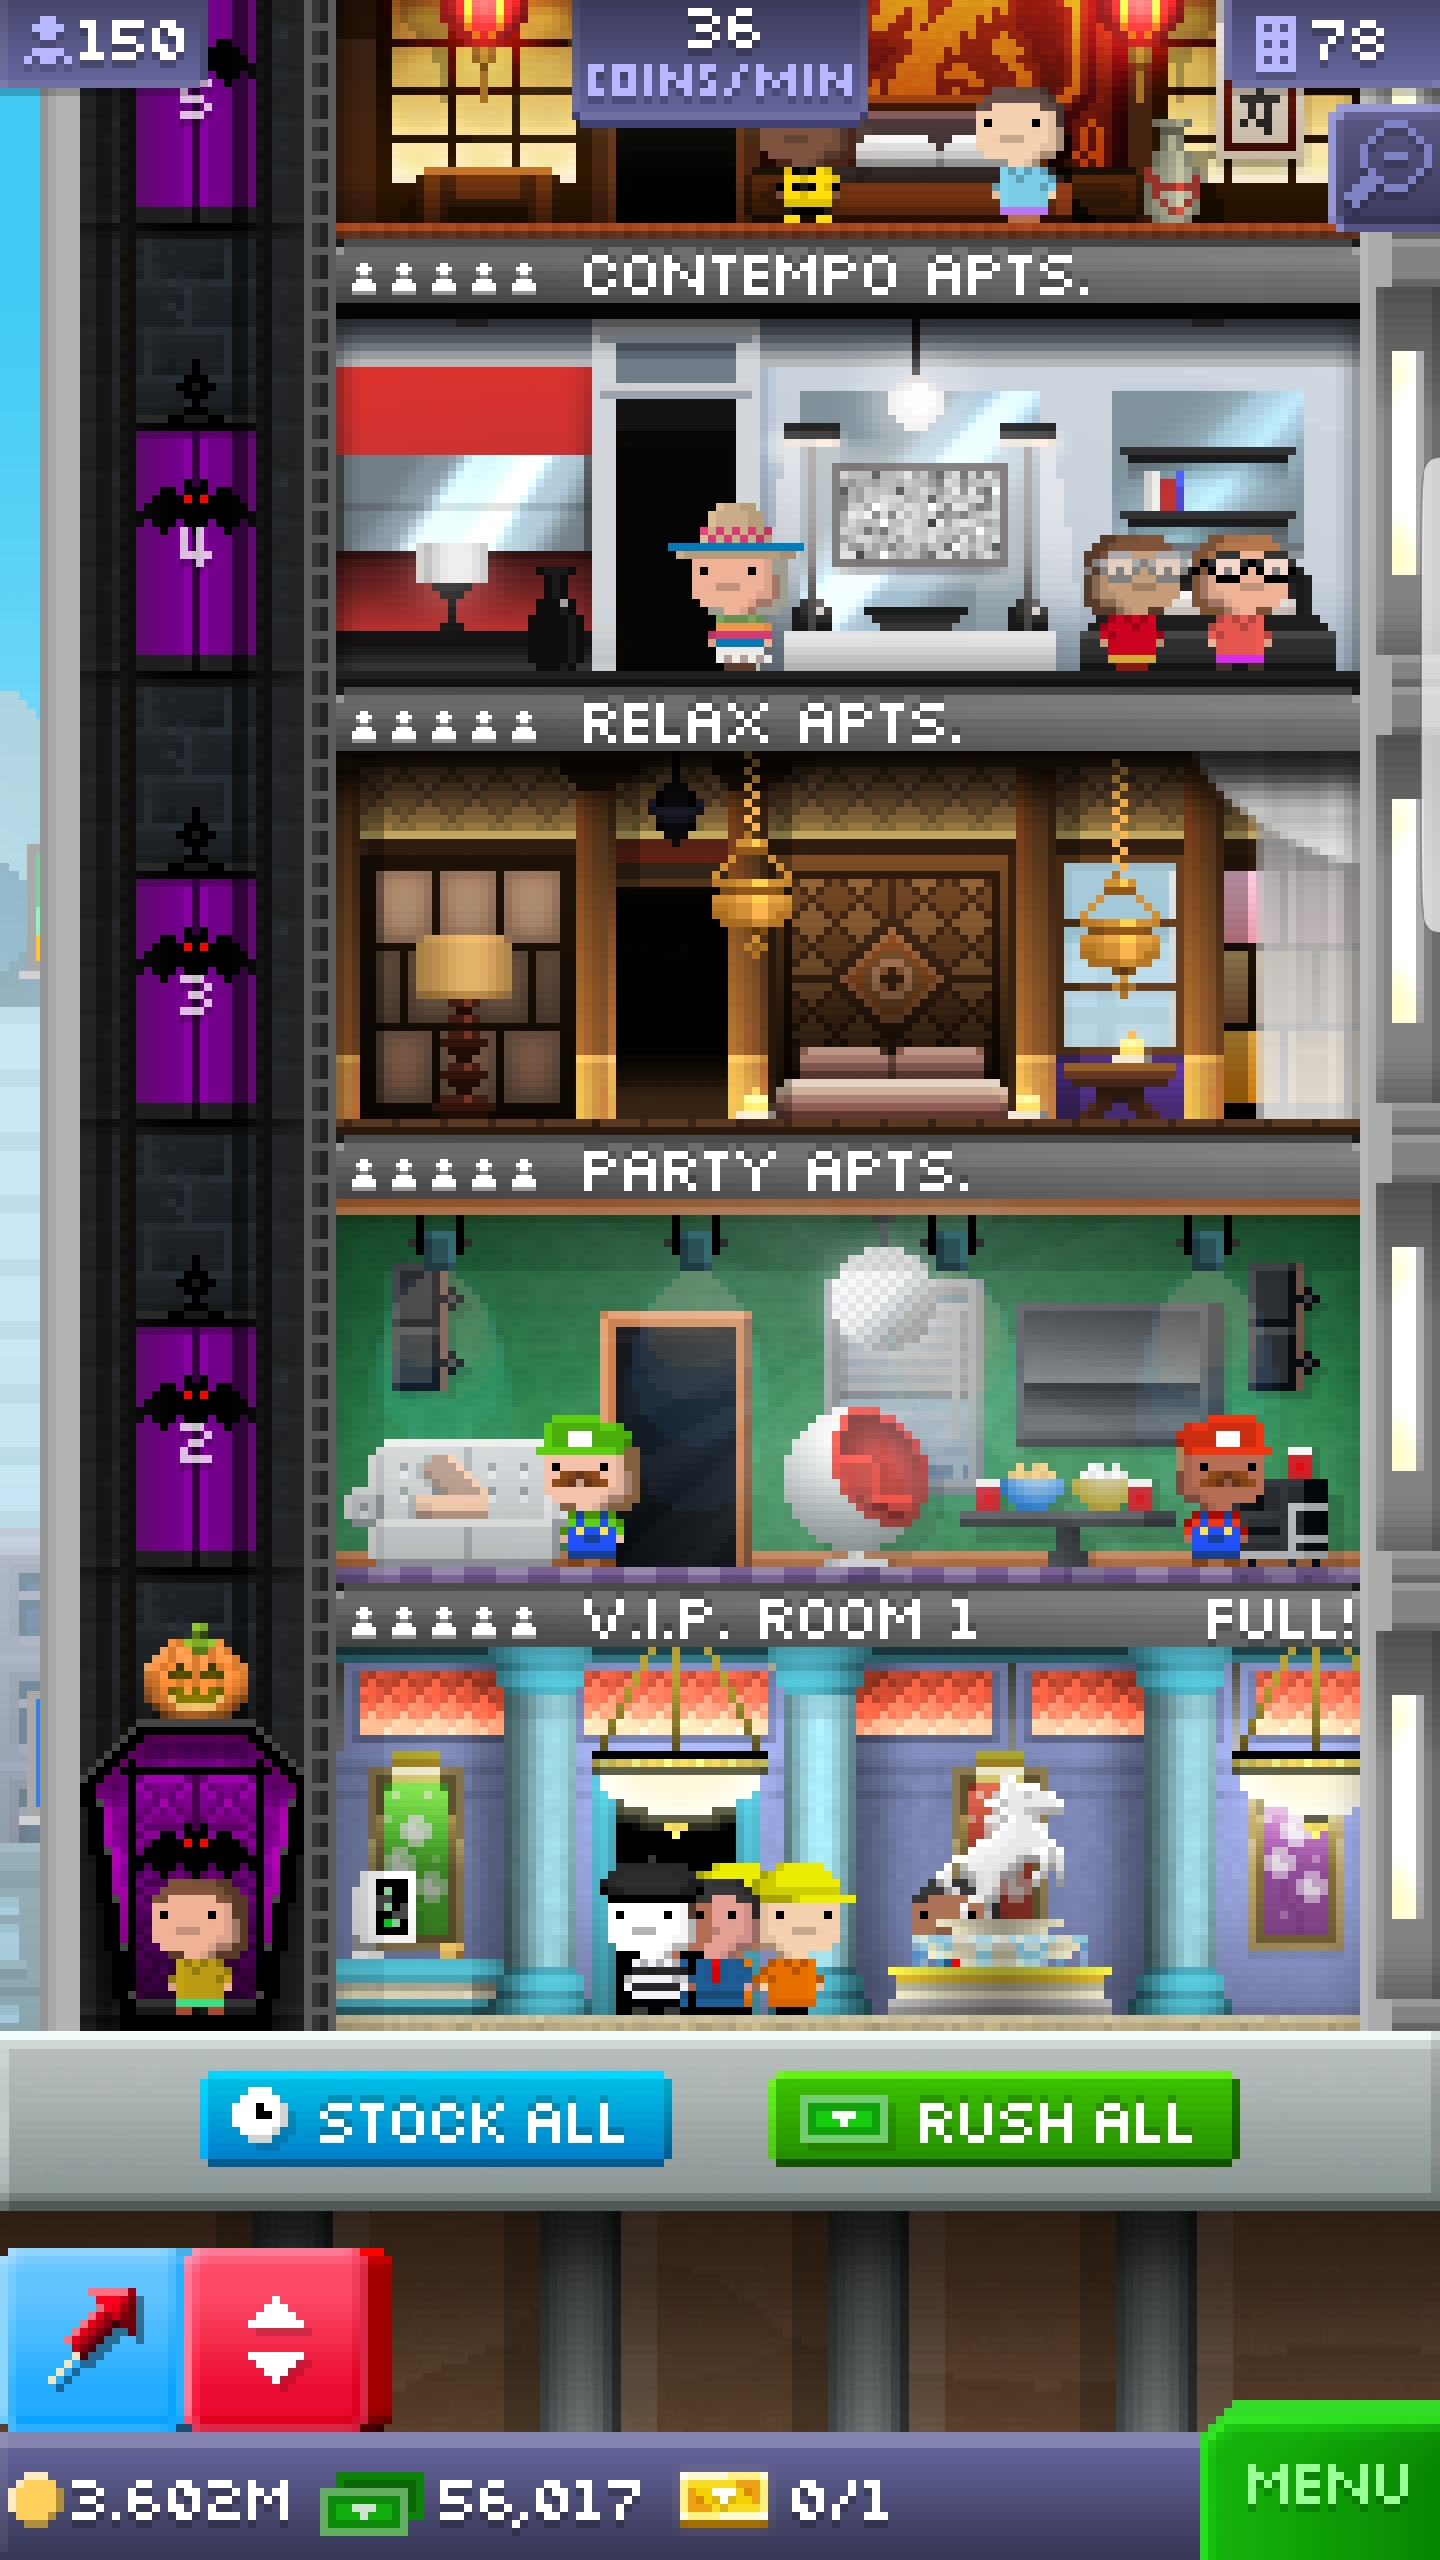 150
36
COINS/MIN
78
5
CONTEMPO APTS.
4
RELAX APTS.
3
PARTY APTS.
2
V.I.P. ROOM 1 FULL!
STOCK ALL
RUSH ALL
3.602M
56,017
0/1
MENU